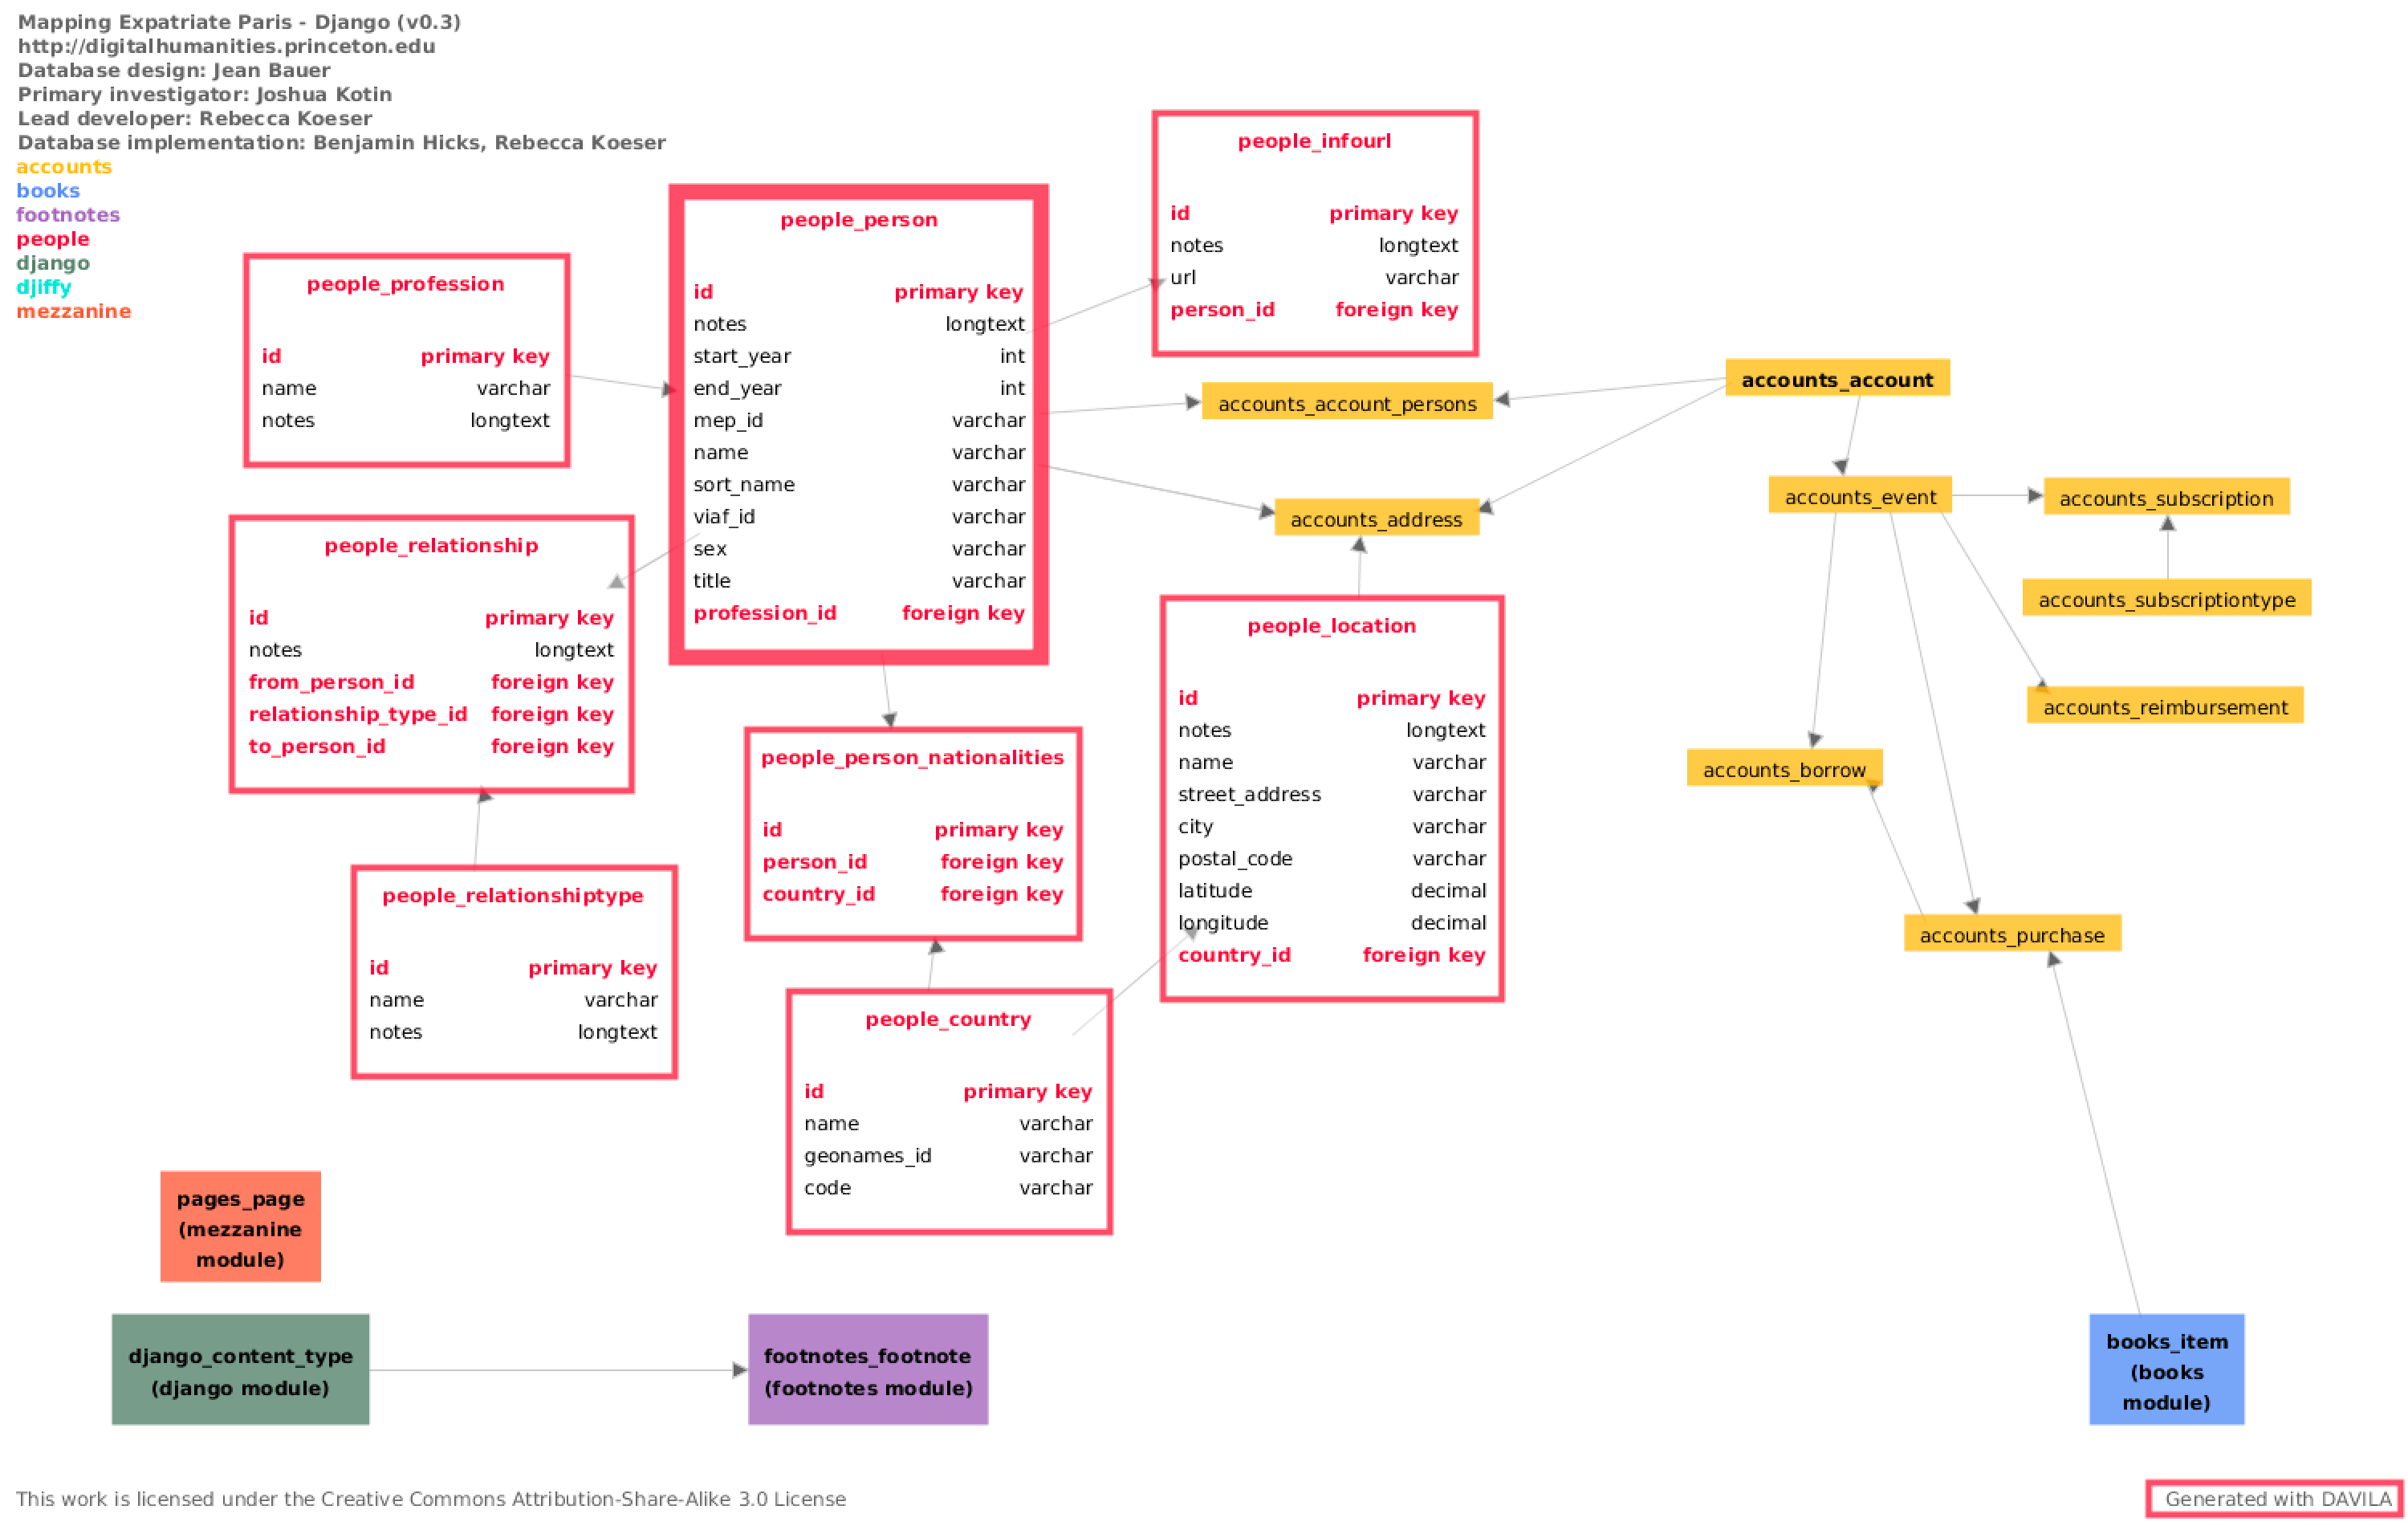 Mapping Expatriate Paris - Django (v0.3)
http://digitalhumanities.princeton.edu
Database design: Jean Bauer
Primary investigator: Joshua Kotin
Lead developer: Rebecca Koeser
Database implementation: Benjamin Hicks, Rebecca Koeser
accounts
books
footnotes
people
django
djiffy
mezzanine
people_profession
id primary key
name varchar
notes longtext
people_person
id primary key
notes longtext
start_year int
end_year int
mep_id varchar
name varchar
sort_name varchar
viaf_id varchar
sex varchar
title varchar
profession_id foreign key
people_infourl
id primary key
notes longtext
url varchar
person_id foreign key
accounts_account_persons
accounts_account
accounts_address
accounts_event
accounts_subscription
accounts_subscriptiontype
accounts_reimbursement
accounts_borrow
accounts_purchase
people_relationship
id primary key
notes longtext
from_person_id foreign key
relationship_type_id foreign key
to_person_id foreign key
people_relationshiptype
id primary key
name varchar
notes longtext
people_person_nationalities
id primary key
person_id foreign key
country_id foreign key
people_country
id primary key
name varchar
geonames_id varchar
code varchar
people_location
id primary key
notes longtext
name varchar
street_address varchar
city varchar
postal_code varchar
latitude decimal
longitude decimal
country_id foreign key
pages_page
(mezzanine
module)
django_content_type
(django module)
footnotes_footnote
(footnotes module)
books_item
(books
module)
This work is licensed under the Creative Commons Attribution-Share-Alike 3.0 License
Generated with DAVILA